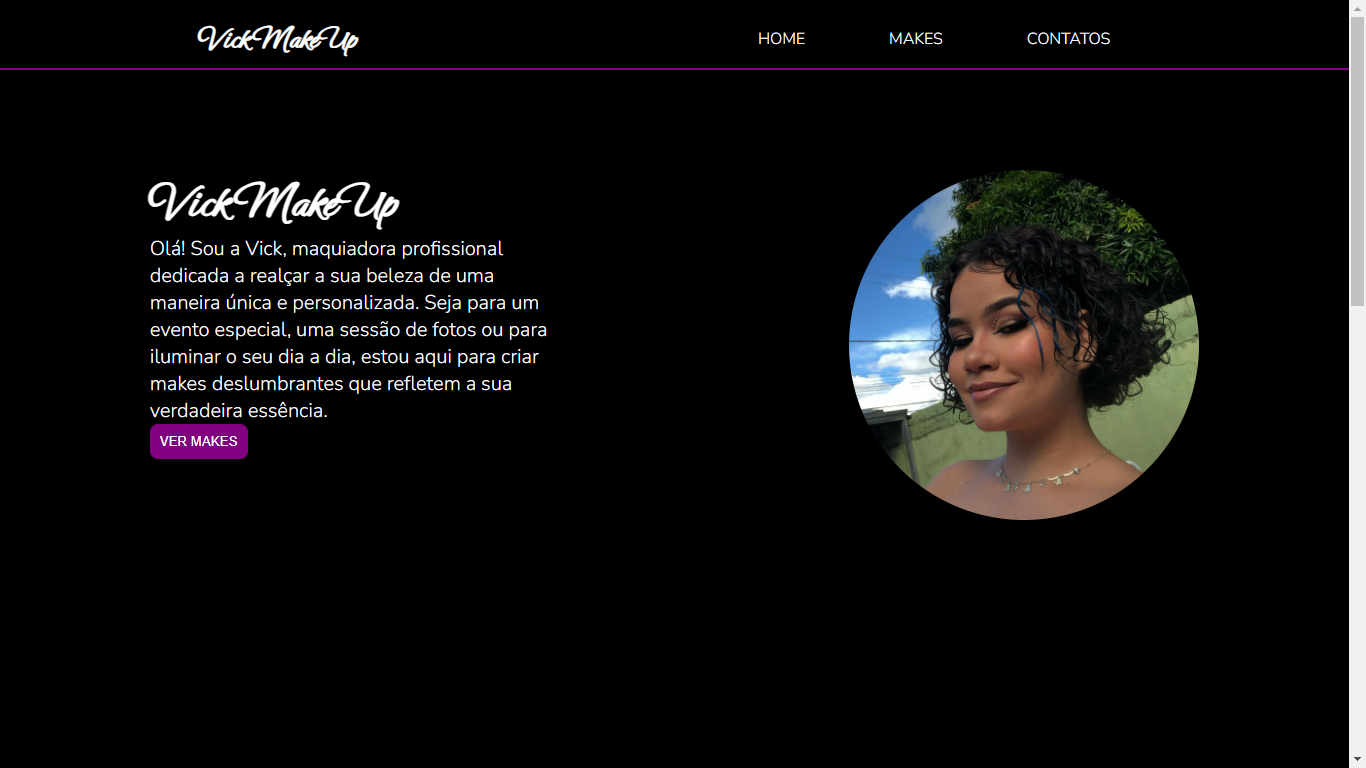 VickMakeUp
HOME
MAKES
CONTATOS
VickMakeUp
Olá! Sou a Vick, maquiadora profissional
dedicada a realçar a sua beleza de uma
maneira única e personalizada. Seja para um
evento especial, uma sessão de fotos ou para
iluminar o seu dia a dia, estou aqui para criar
makes deslumbrantes que refletem a sua
verdadeira essência.
VER MAKES